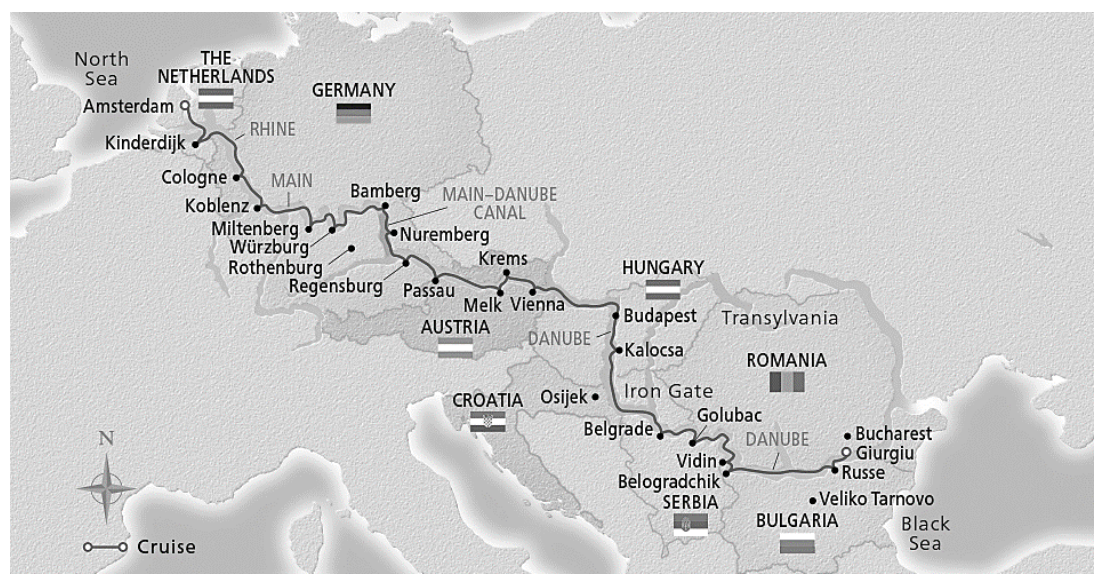 North
Sea
THE
NETHERLANDS
GERMANY
Amsterdam
RHINE
Kinderdijk
Cologne
MAIN
Koblenz
Bamberg
MAIN–DANUBE
CANAL
Miltenberg
Würzburg
Nuremberg
Rothenburg
Regensburg
Krems
Passau
Melk
Vienna
HUNGARY
AUSTRIA
DANUBE
Budapest
Transylvania
Kalocsa
ROMANIA
CROATIA
Osijek
Iron Gate
Golubac
Belgrade
DANUBE
Bucharest
Giurgiu
Vidin
Russe
Belogradchik
SERBIA
Veliko Tarnovo
BULGARIA
Black
Sea
N
Cruise